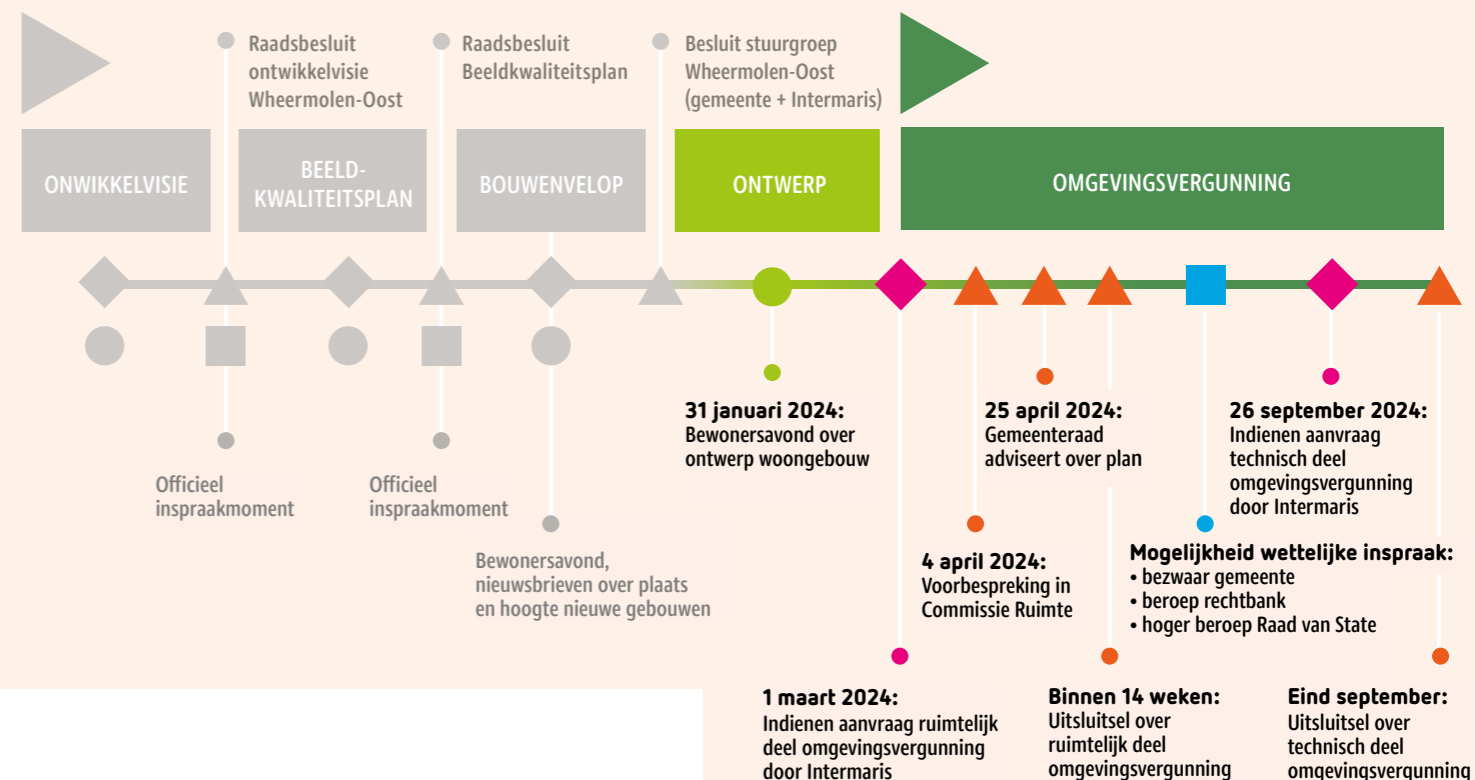 Raadsbesluit
ontwikkelvisie
Wheermolen-Oost
Raadsbesluit
Beeldkwaliteitsplan
Besluit stuurgroep
Wheermolen-Oost
(gemeente + Intermaris)
ONWIKKELVISIE
BEELD-
KWALITEITSPLAN
BOUWENVELOP
ONTWERP
OMGEVINGSVERGUNNING
Officieel
inspraakmoment
Officieel
inspraakmoment
Bewonersavond,
nieuwsbrieven over plaats
en hoogte nieuwe gebouwen
31 januari 2024:
Bewonersavond over
ontwerp woongebouw
1 maart 2024:
Indienen aanvraag ruimtelijk
deel omgevingsvergunning
door Intermaris
4 april 2024:
Voorbespreking in
Commissie Ruimte
25 april 2024:
Gemeenteraad
adviseert over plan
Binnen 14 weken:
Uitsluitsel over
ruimtelijk deel
omgevingsvergunning
Mogelijkheid wettelijke inspraak:
• bezwaar gemeente
• beroep rechtbank
• hoger beroep Raad van State
26 september 2024:
Indienen aanvraag
technisch deel
omgevingsvergunning
door Intermaris
Eind september:
Uitsluitsel over
technisch deel
omgevingsvergunning